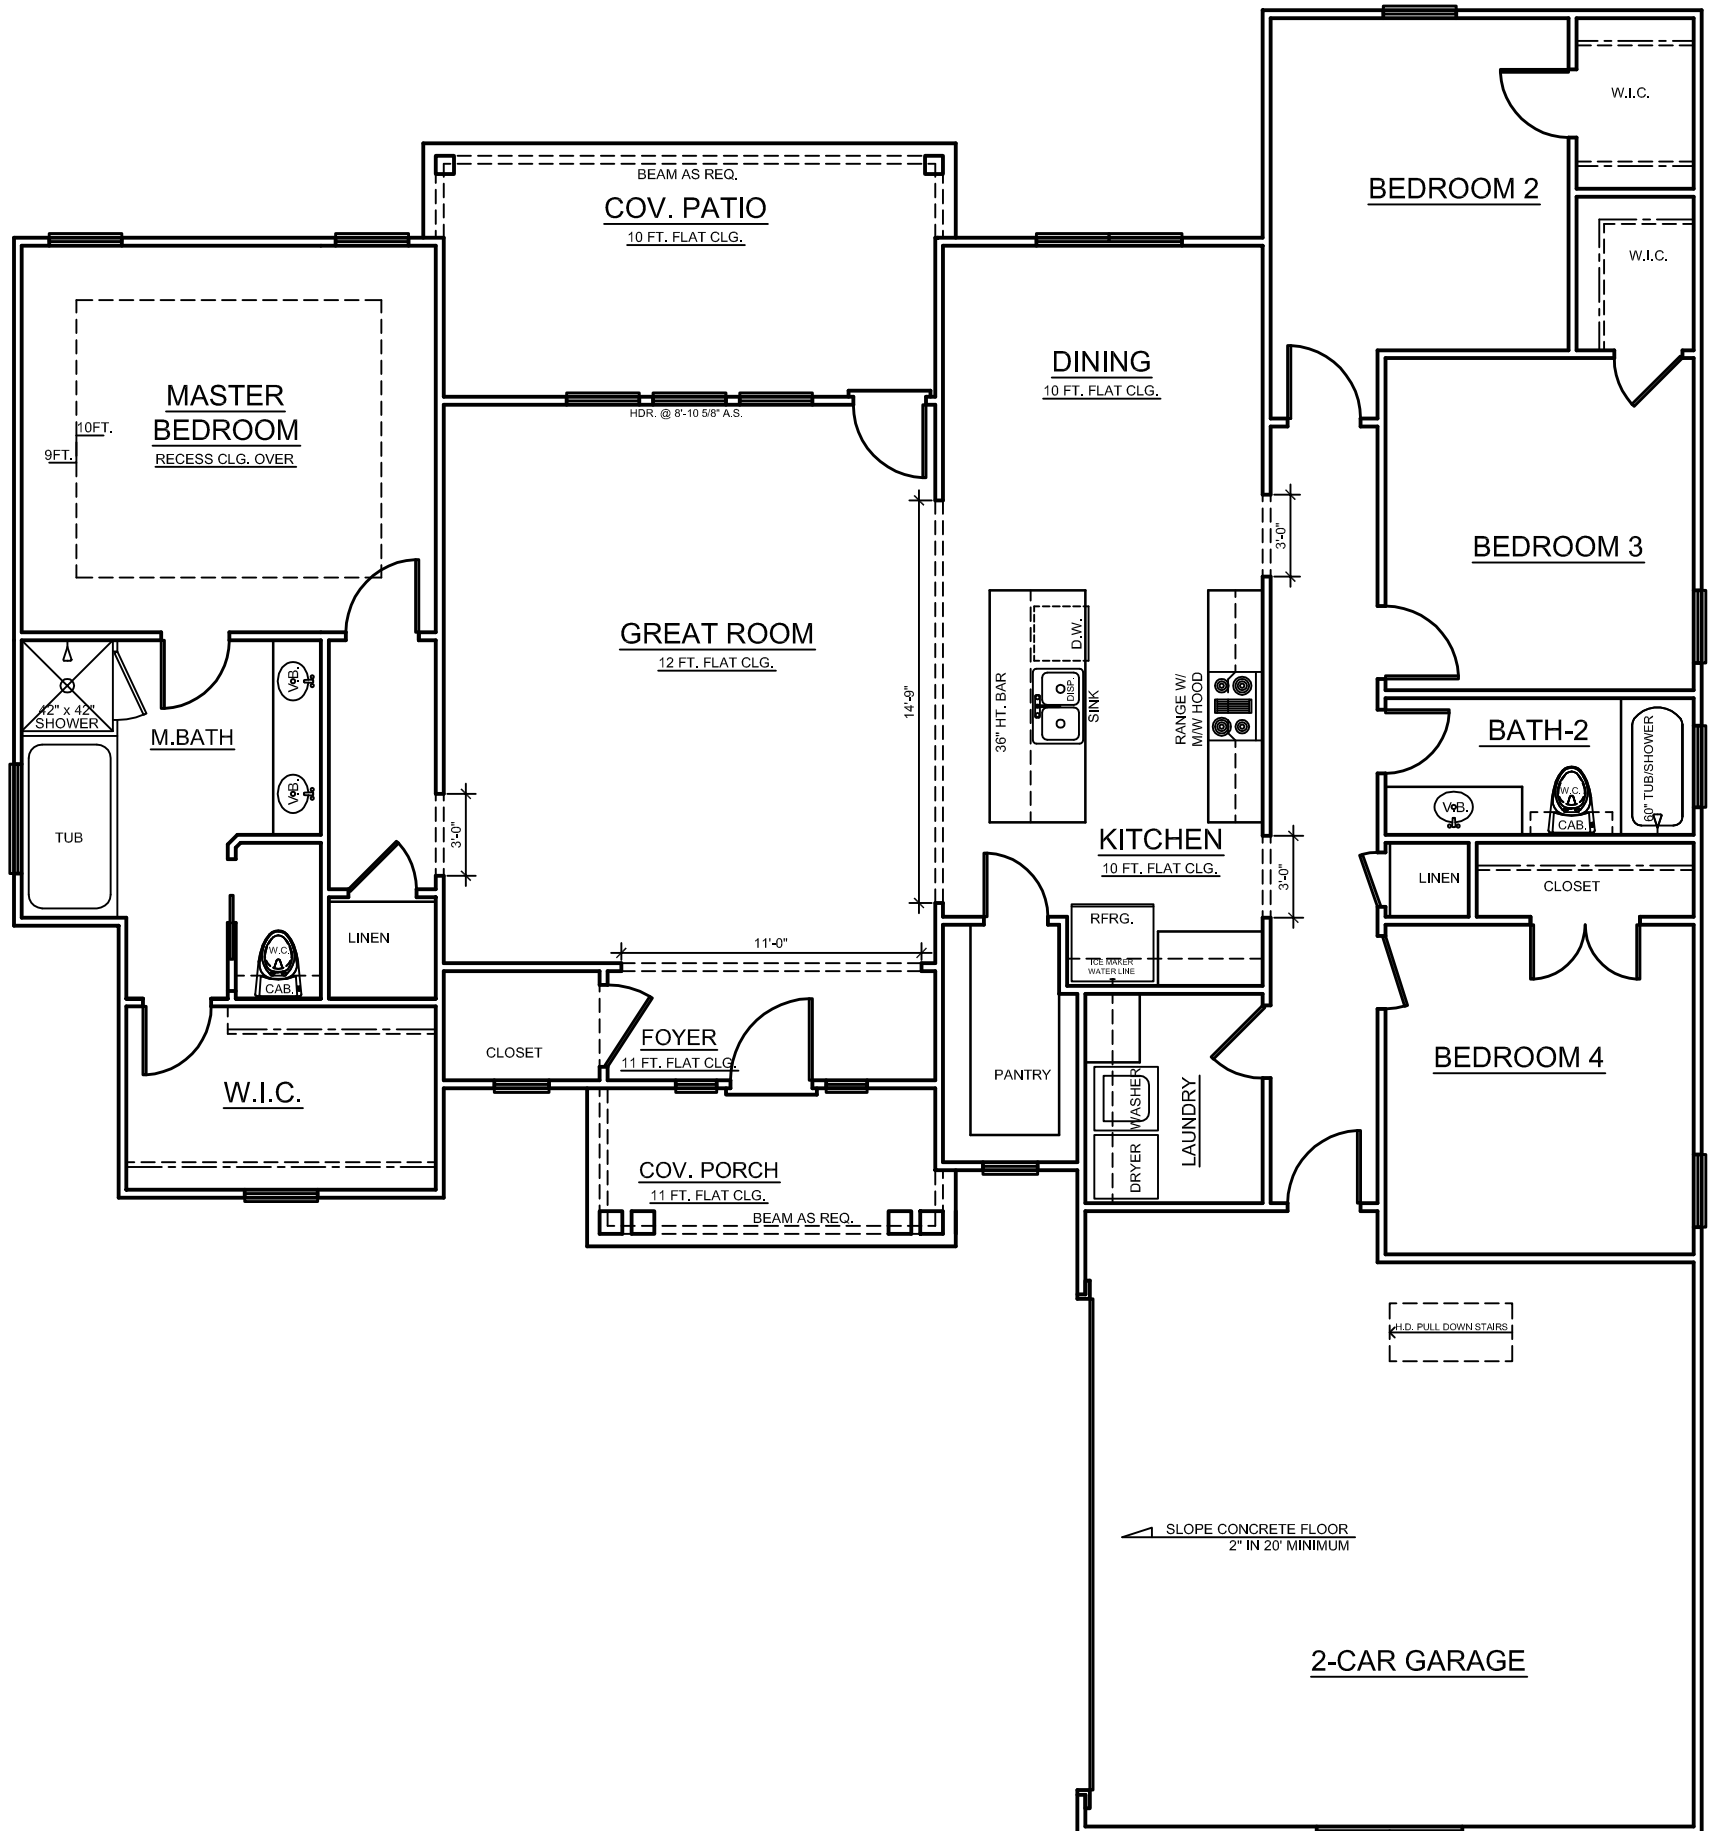 W.I.C.
BEDROOM 2
BEAM AS REQ.
COV. PATIO
10 FT. FLAT CLG.
W.I.C.
DINING
10 FT. FLAT CLG.
MASTER
BEDROOM
RECESS CLG. OVER
10FT.
9FT.
HDR. @ 8'-10 5/8" A.S.
3'-0"
BEDROOM 3
GREAT ROOM
12 FT. FLAT CLG.
14'-9"
D.W.
DISP.
SINK
36" HT. BAR
RANGE W/
M/W HOOD
42" x 42"
SHOWER
V.B.
M.BATH
V.B.
TUB
3'-0"
BATH-2
60" TUB/SHOWER
V.B.
W.C.
CAB.
KITCHEN
10 FT. FLAT CLG.
3'-0"
LINEN
CLOSET
RFRG.
ICE MAKER
WATER LINE
LINEN
W.C.
CAB.
11'-0"
FOYER
11 FT. FLAT CLG.
CLOSET
PANTRY
WASHER
DRYER
LAUNDRY
BEDROOM 4
W.I.C.
COV. PORCH
11 FT. FLAT CLG.
BEAM AS REQ.
H.D. PULL DOWN STAIRS
SLOPE CONCRETE FLOOR
2" IN 20' MINIMUM
2-CAR GARAGE